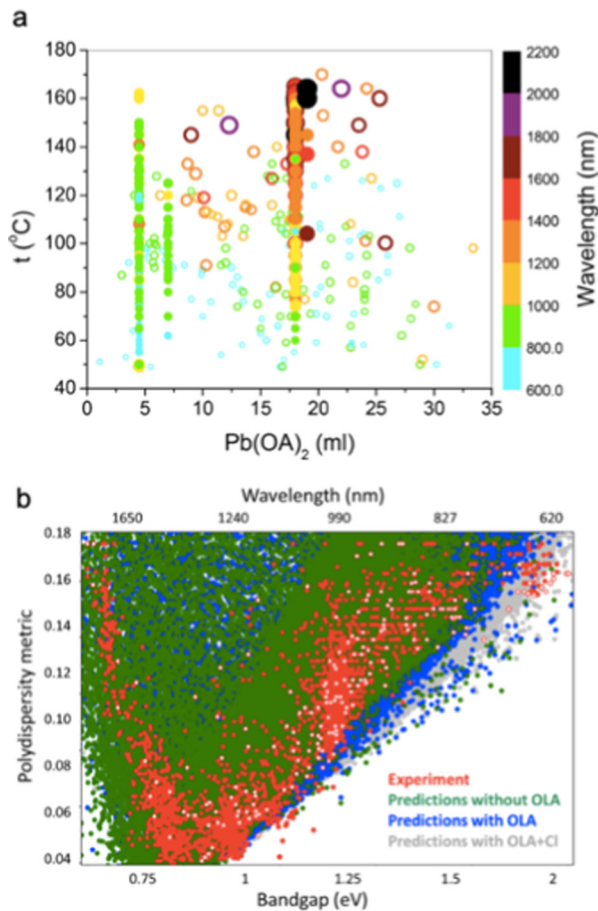 a
180
160
140
120
100
80
60
40
t (°C)
0 5 10 15 20 25 30 35
Pb(OA)2 (ml)
2200
2000
1800
1600
1400
1200
1000
800.0
600.0
Wavelength (nm)
b
Wavelength (nm)
1650 1240 990 827 620
0.18
0.16
0.14
0.12
0.10
0.08
0.06
0.04
Polydispersity metric
Experiment
Predictions without OLA
Predictions with OLA
Predictions with OLA+Cl
0.75 1 1.25 1.5 2
Bandgap (eV)